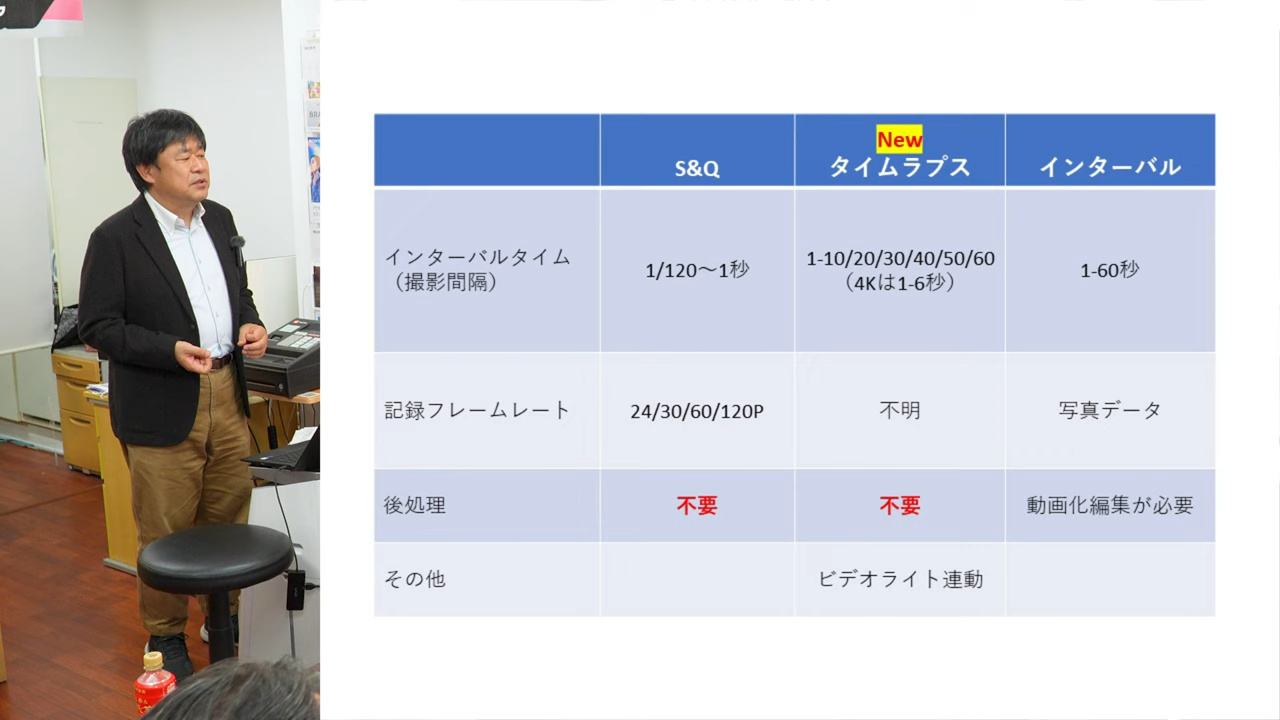 New
S&Q
タイムラプス
インターバル
インターバルタイム
（撮影間隔）
1/120～1秒
1-10/20/30/40/50/60
（4Kは1-6秒）
1-60秒
記録フレームレート
24/30/60/120P
不明
写真データ
後処理
不要
不要
動画化編集が必要
その他
ビデオライト連動